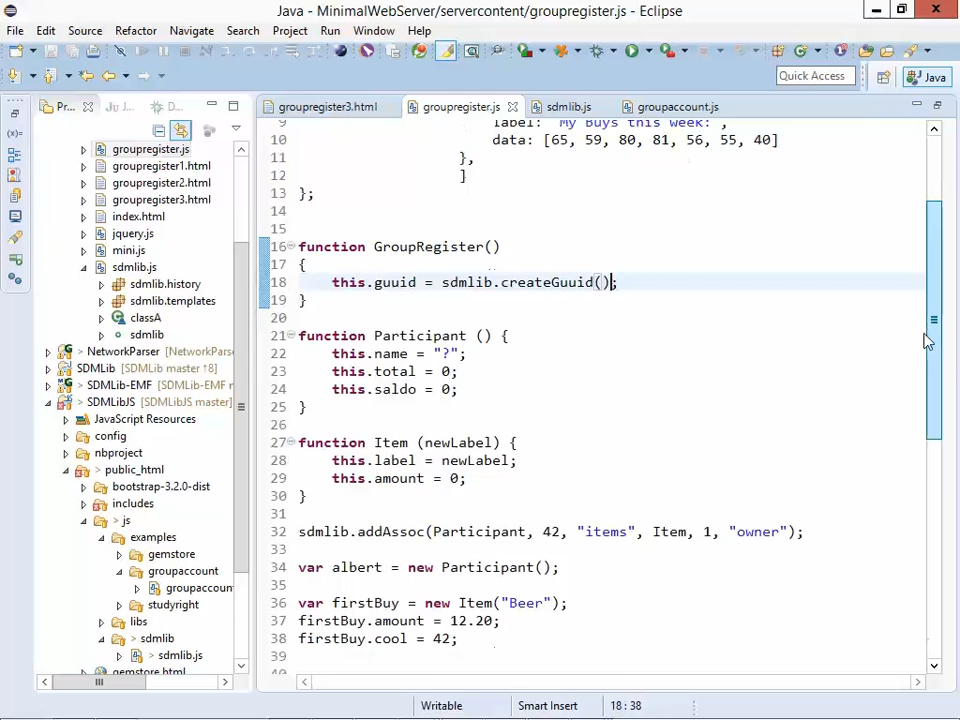 Java - MinimalWebServer/servercontent/groupregister.js - Eclipse
File Edit Source Refactor Navigate Search Project Run Window Help
Quick Access
Java
Pr...
J...
D...
groupregister3.html
groupregister.js
sdmlib.js
groupaccount.js
groupregister.js
groupregister1.html
groupregister2.html
groupregister3.html
index.html
jquery.js
mini.js
sdmlib.js
sdmlib.history
sdmlib.templates
classA
sdmlib
> NetworkParser [NetworkPars
SDMLib [SDMLib master ↑8]
> SDMLib-EMF [SDMLib-EMF m
> SDMLibJS [SDMLibJS master]
JavaScript Resources
config
nbproject
> public_html
bootstrap-3.2.0-dist
includes
> js
examples
gemstore
groupaccount
groupaccoun
studyright
libs
> sdmlib
> sdmlib.js
gemstore.html
9 label: "My Buys this week:",
10 data: [65, 59, 80, 81, 56, 55, 40]
11 },
12 ]
13 };
14
15
16 function GroupRegister()
17 {
18 this.guuid = sdmlib.createGuuid();
19 }
20
21 function Participant () {
22 this.name = "?";
23 this.total = 0;
24 this.saldo = 0;
25 }
26
27 function Item (newLabel) {
28 this.label = newLabel;
29 this.amount = 0;
30 }
31
32 sdmlib.addAssoc(Participant, 42, "items", Item, 1, "owner");
33
34 var albert = new Participant();
35
36 var firstBuy = new Item("Beer");
37 firstBuy.amount = 12.20;
38 firstBuy.cool = 42;
39
Writable
Smart Insert
18 : 38